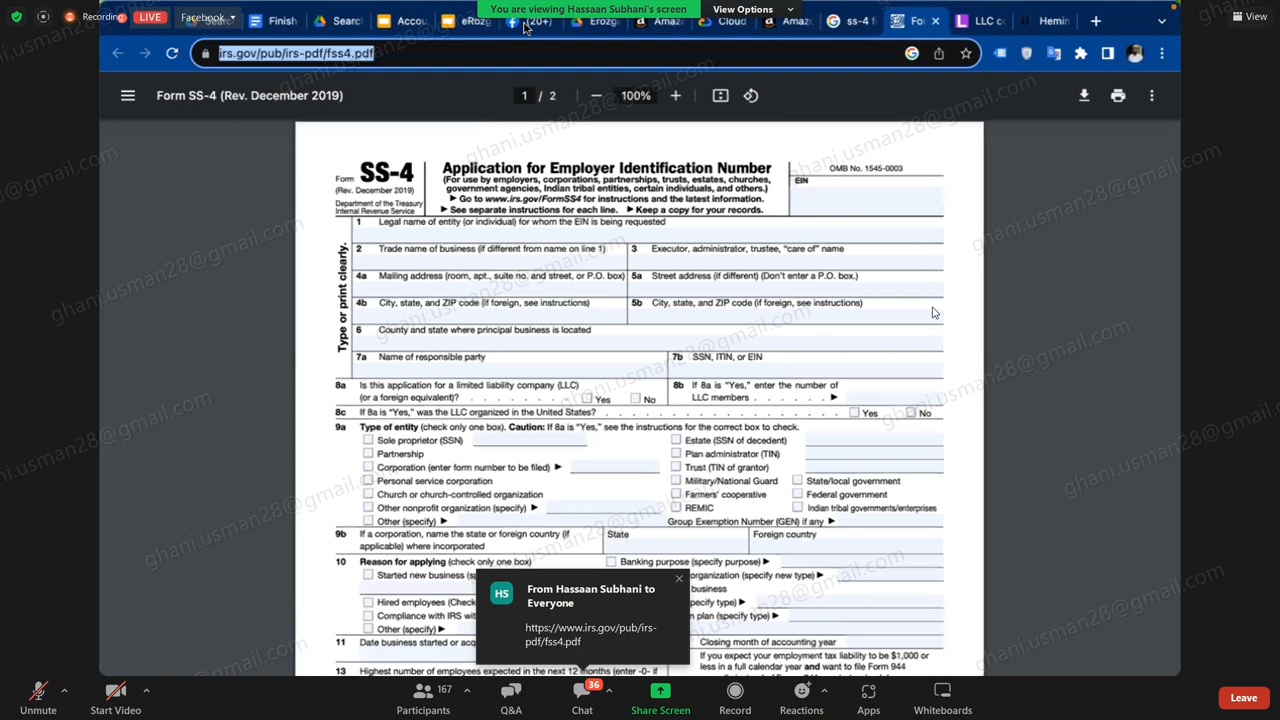 Recording
LIVE
Facebook
Finish
Searcl
Accou
eRozg
(20+)
Erozg
Amaz
Cloud
Amaz
ss-4 f
For
LLC c
Hemin
You are viewing Hassaan Subhani's screen
View Options
View
irs.gov/pub/irs-pdf/fss4.pdf
Form SS-4 (Rev. December 2019)
1 / 2
100%
Form SS-4
(Rev. December 2019)
Department of the Treasury
Internal Revenue Service
Application for Employer Identification Number
(For use by employers, corporations, partnerships, trusts, estates, churches,
government agencies, Indian tribal entities, certain individuals, and others.)
▶ Go to www.irs.gov/FormSS4 for instructions and the latest information.
▶ See separate instructions for each line. ▶ Keep a copy for your records.
OMB No. 1545-0003
EIN
Type or print clearly.
1 Legal name of entity (or individual) for whom the EIN is being requested
2 Trade name of business (if different from name on line 1)
3 Executor, administrator, trustee, "care of" name
4a Mailing address (room, apt., suite no. and street, or P.O. box)
5a Street address (if different) (Don't enter a P.O. box.)
4b City, state, and ZIP code (if foreign, see instructions)
5b City, state, and ZIP code (if foreign, see instructions)
6 County and state where principal business is located
7a Name of responsible party
7b SSN, ITIN, or EIN
8a Is this application for a limited liability company (LLC)
(or a foreign equivalent)? . . . . . . . . Yes No
8b If 8a is "Yes," enter the number of
LLC members . . . . . . ▶
8c If 8a is "Yes," was the LLC organized in the United States? . . . . . . . . . . . . . . . . Yes No
9a Type of entity (check only one box). Caution: If 8a is "Yes," see the instructions for the correct box to check.
Sole proprietor (SSN)
Estate (SSN of decedent)
Partnership
Plan administrator (TIN)
Corporation (enter form number to be filed) ▶
Trust (TIN of grantor)
Personal service corporation
Military/National Guard
State/local government
Church or church-controlled organization
Farmers' cooperative
Federal government
Other nonprofit organization (specify) ▶
REMIC
Indian tribal governments/enterprises
Other (specify) ▶
Group Exemption Number (GEN) if any ▶
9b If a corporation, name the state or foreign country (if
applicable) where incorporated
State
Foreign country
10 Reason for applying (check only one box)
Banking purpose (specify purpose) ▶
Started new business (s
organization (specify new type) ▶
business
Hired employees (Check
specify type) ▶
Compliance with IRS wit
n plan (specify type) ▶
Other (specify) ▶
11 Date business started or acq
Closing month of accounting year
If you expect your employment tax liability to be $1,000 or
less in a full calendar year and want to file Form 944
13 Highest number of employees expected in the next 12 months (enter -0- if
HS
From Hassaan Subhani to
Everyone
https://www.irs.gov/pub/irs-
pdf/fss4.pdf
ghani.usman28@gmail.com
Unmute
Start Video
167
Participants
Q&A
36
Chat
Share Screen
Record
Reactions
Apps
Whiteboards
Leave